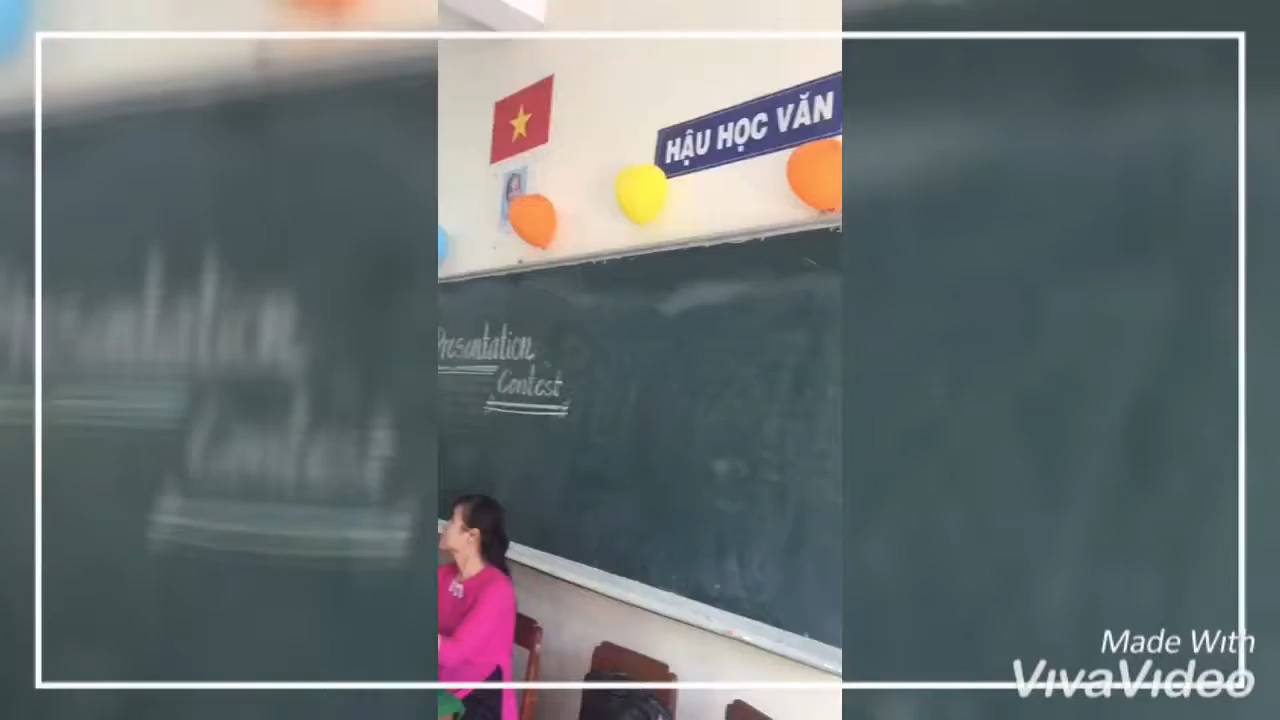 HẬU HỌC VĂN
Presentation
Contest
Made With
VivaVideo